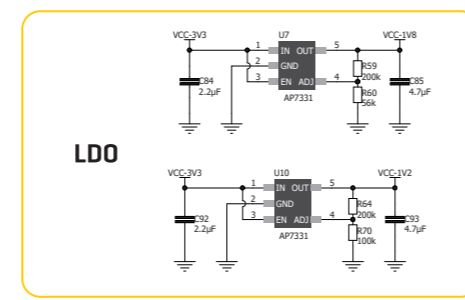 LDO
VCC-3V3 U7 VCC-1V8
1 IN OUT 5
2 GND
3 EN ADJ 4
AP7331
C84
2.2µF
R59
200k
R60
56k
C85
4.7µF
VCC-3V3 U10 VCC-1V2
1 IN OUT 5
2 GND
3 EN ADJ 4
AP7331
C92
2.2µF
R64
200k
R70
100k
C93
4.7µF